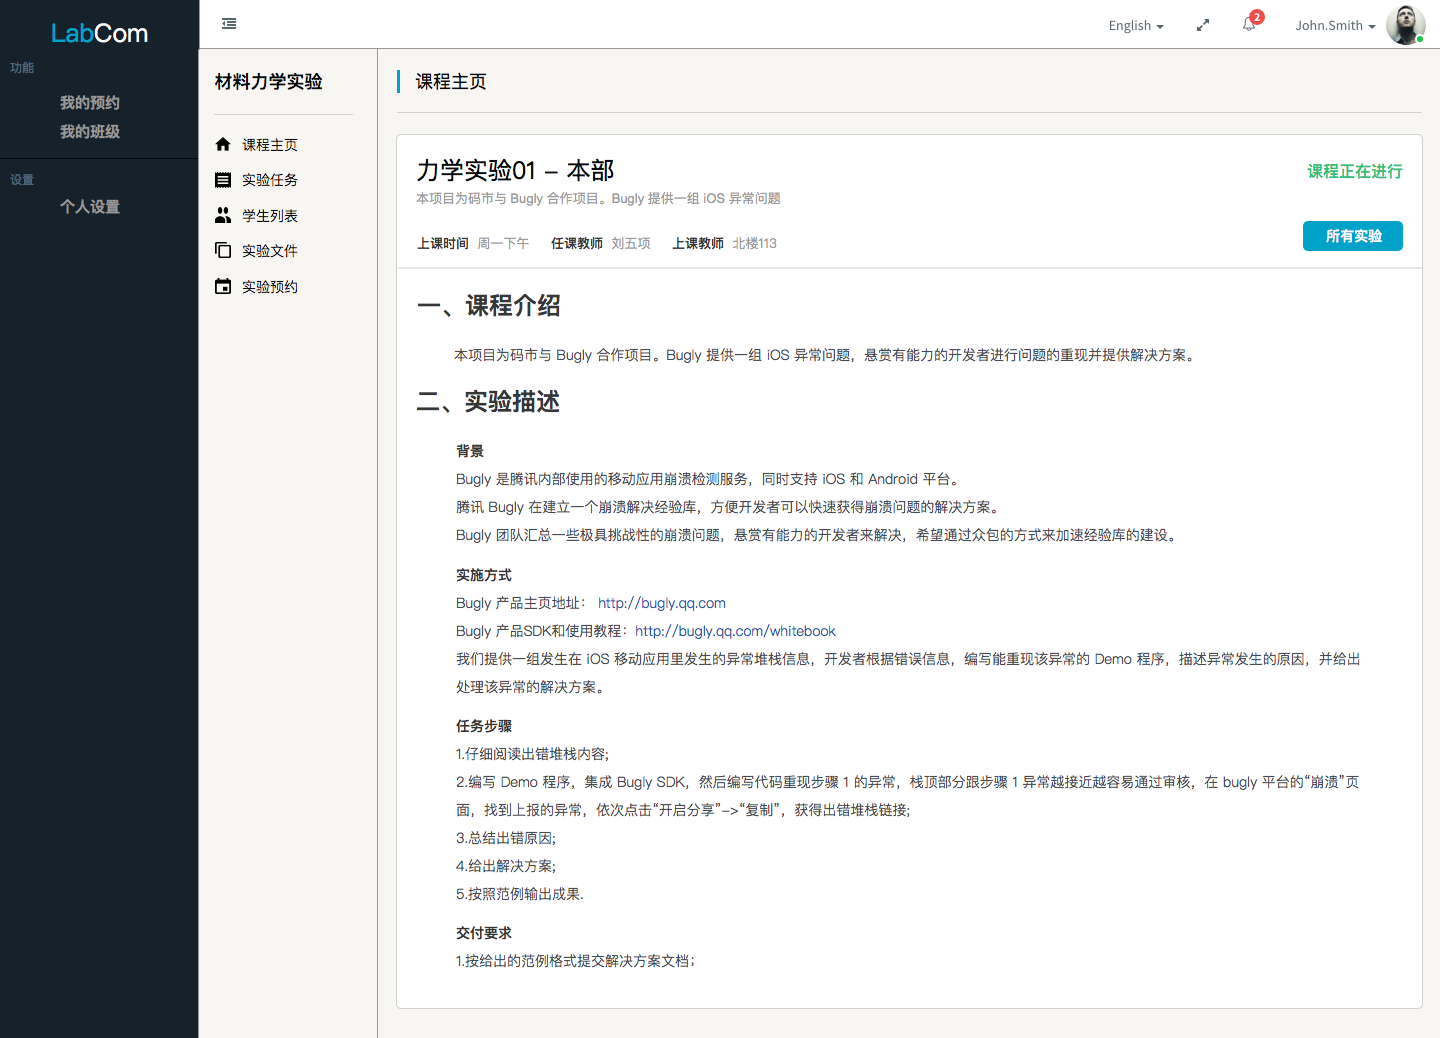 LabCom
功能
我的预约
我的班级
设置
个人设置
English
2
John.Smith
材料力学实验
课程主页
实验任务
学生列表
实验文件
实验预约
课程主页
力学实验01 – 本部
课程正在进行
本项目为码市与 Bugly 合作项目。Bugly 提供一组 iOS 异常问题
上课时间 周一下午 任课教师 刘五项 上课教师 北楼113
所有实验
一、课程介绍
本项目为码市与 Bugly 合作项目。Bugly 提供一组 iOS 异常问题，悬赏有能力的开发者进行问题的重现并提供解决方案。
二、实验描述
背景
Bugly 是腾讯内部使用的移动应用崩溃检测服务，同时支持 iOS 和 Android 平台。
腾讯 Bugly 在建立一个崩溃解决经验库，方便开发者可以快速获得崩溃问题的解决方案。
Bugly 团队汇总一些极具挑战性的崩溃问题，悬赏有能力的开发者来解决，希望通过众包的方式来加速经验库的建设。
实施方式
Bugly 产品主页地址： http://bugly.qq.com
Bugly 产品SDK和使用教程：http://bugly.qq.com/whitebook
我们提供一组发生在 iOS 移动应用里发生的异常堆栈信息，开发者根据错误信息，编写能重现该异常的 Demo 程序，描述异常发生的原因，并给出
处理该异常的解决方案。
任务步骤
1.仔细阅读出错堆栈内容;
2.编写 Demo 程序，集成 Bugly SDK，然后编写代码重现步骤 1 的异常，栈顶部分跟步骤 1 异常越接近越容易通过审核，在 bugly 平台的“崩溃”页
面，找到上报的异常，依次点击“开启分享”–>“复制”，获得出错堆栈链接;
3.总结出错原因;
4.给出解决方案;
5.按照范例输出成果.
交付要求
1.按给出的范例格式提交解决方案文档；